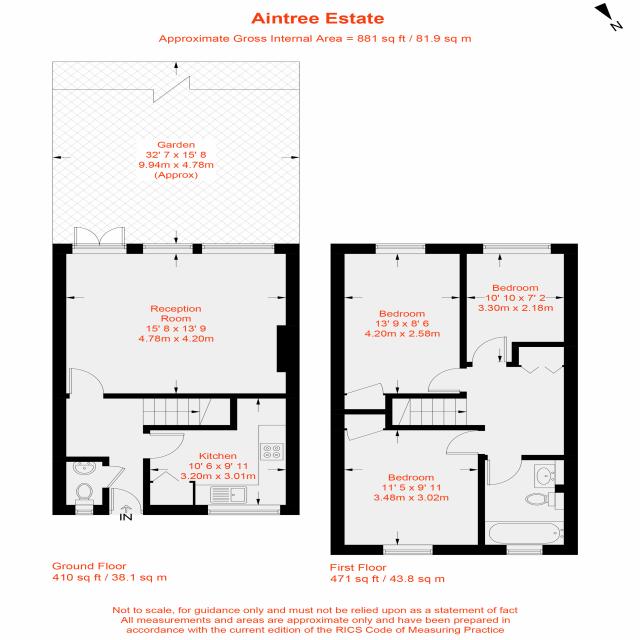 Aintree Estate
Approximate Gross Internal Area = 881 sq ft / 81.9 sq m
N
Garden
32' 7 x 15' 8
9.94m x 4.78m
(Approx)
Reception
Room
15' 8 x 13' 9
4.78m x 4.20m
Kitchen
10' 6 x 9' 11
3.20m x 3.01m
IN
Bedroom
13' 9 x 8' 6
4.20m x 2.58m
Bedroom
10' 10 x 7' 2
3.30m x 2.18m
Bedroom
11' 5 x 9' 11
3.48m x 3.02m
Ground Floor
410 sq ft / 38.1 sq m
First Floor
471 sq ft / 43.8 sq m
Not to scale, for guidance only and must not be relied upon as a statement of fact
All measurements and areas are approximate only and have been prepared in
accordance with the current edition of the RICS Code of Measuring Practice